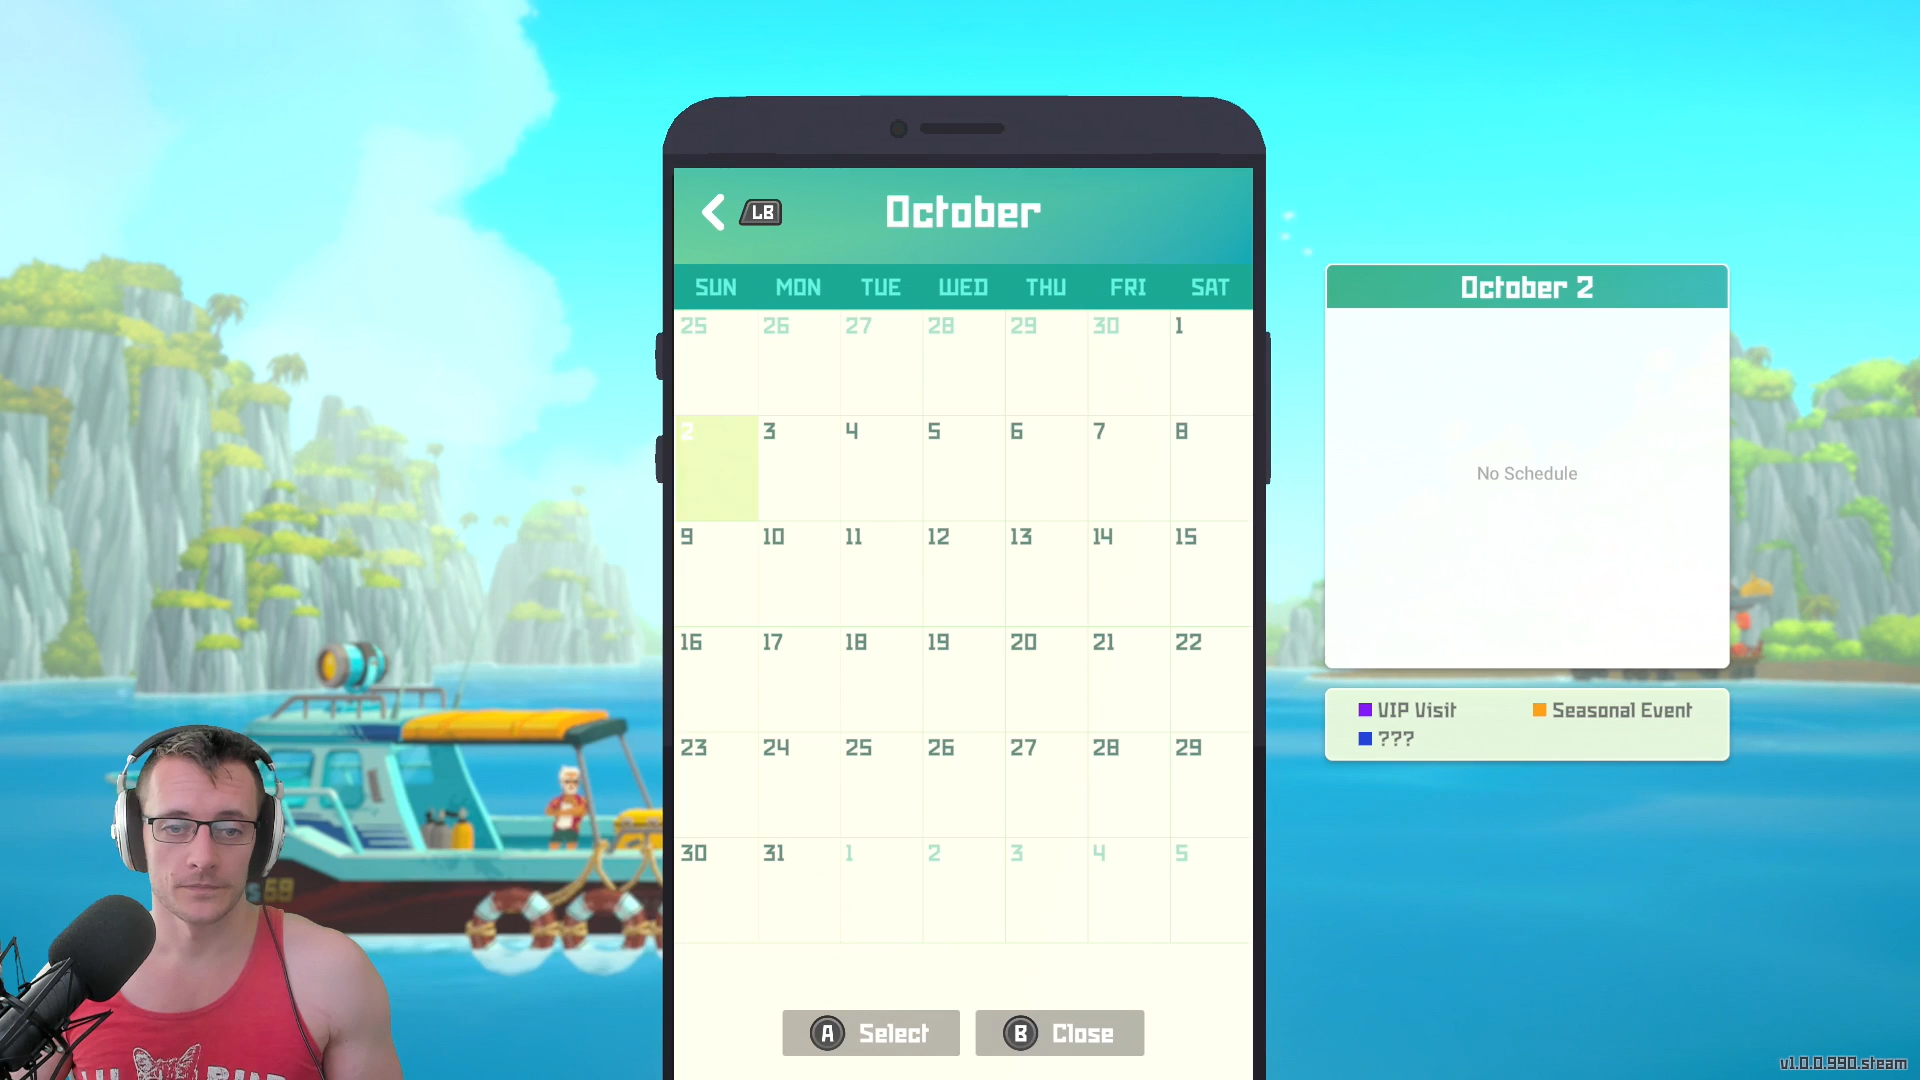 LB
October
SUN MON TUE WED THU FRI SAT
25 26 27 28 29 30 1
2 3 4 5 6 7 8
9 10 11 12 13 14 15
16 17 18 19 20 21 22
23 24 25 26 27 28 29
30 31 1 2 3 4 5
A Select B Close
October 2
No Schedule
VIP Visit Seasonal Event
???
S69
v1.0.0.990.steam